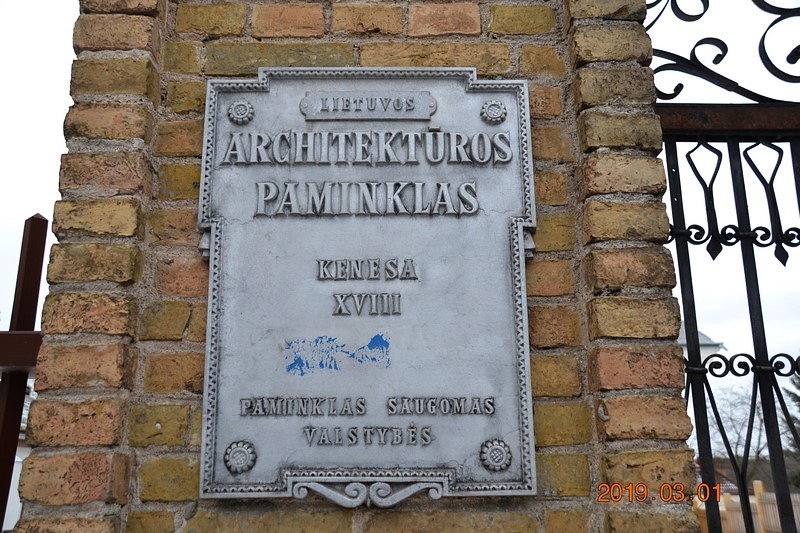 LIETUVOS
ARCHITEKTŪROS
PAMINKLAS
KENESA
XVIII
PAMINKLAS SAUGOMAS
VALSTYBĖS
2019 03 01